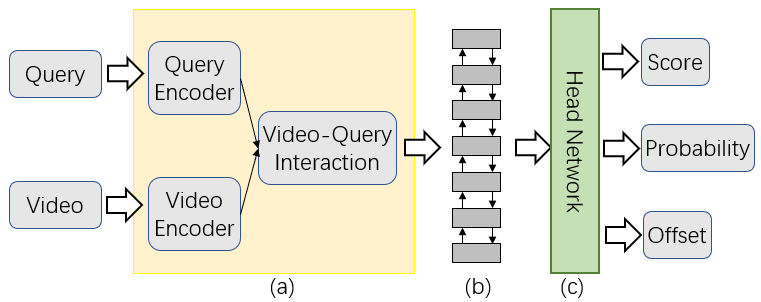 Query
Query
Encoder
Video
Video
Encoder
Video-Query
Interaction
Head Network
Score
Probability
Offset
(a)
(b)
(c)